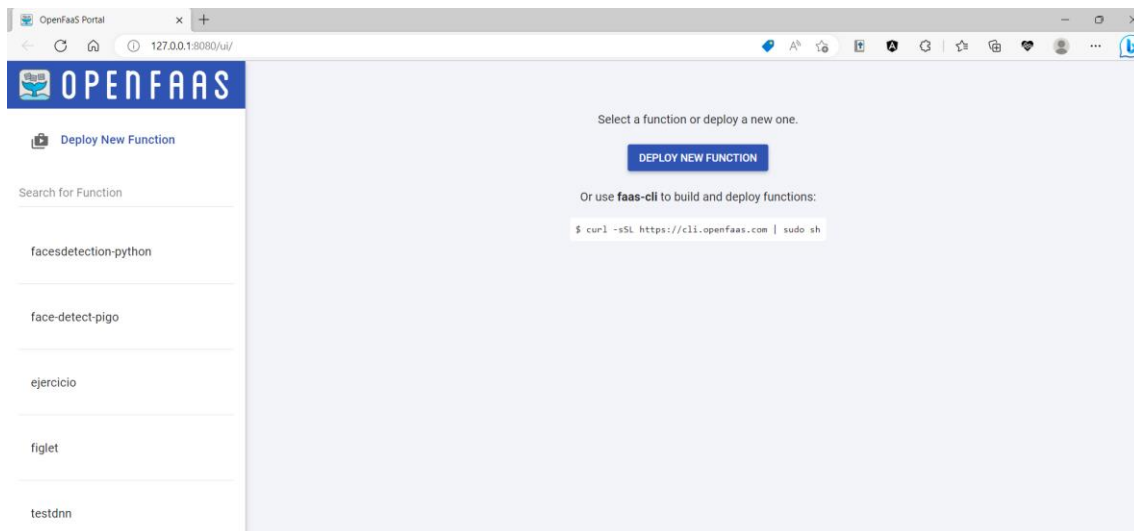 OpenFaaS Portal
127.0.0.1:8080/ui/
OPENFAAS
Deploy New Function
Search for Function
facesdetection-python
face-detect-pigo
ejercicio
figlet
testdnn
Select a function or deploy a new one.
DEPLOY NEW FUNCTION
Or use faas-cli to build and deploy functions:
$ curl -sSL https://cli.openfaas.com | sudo sh